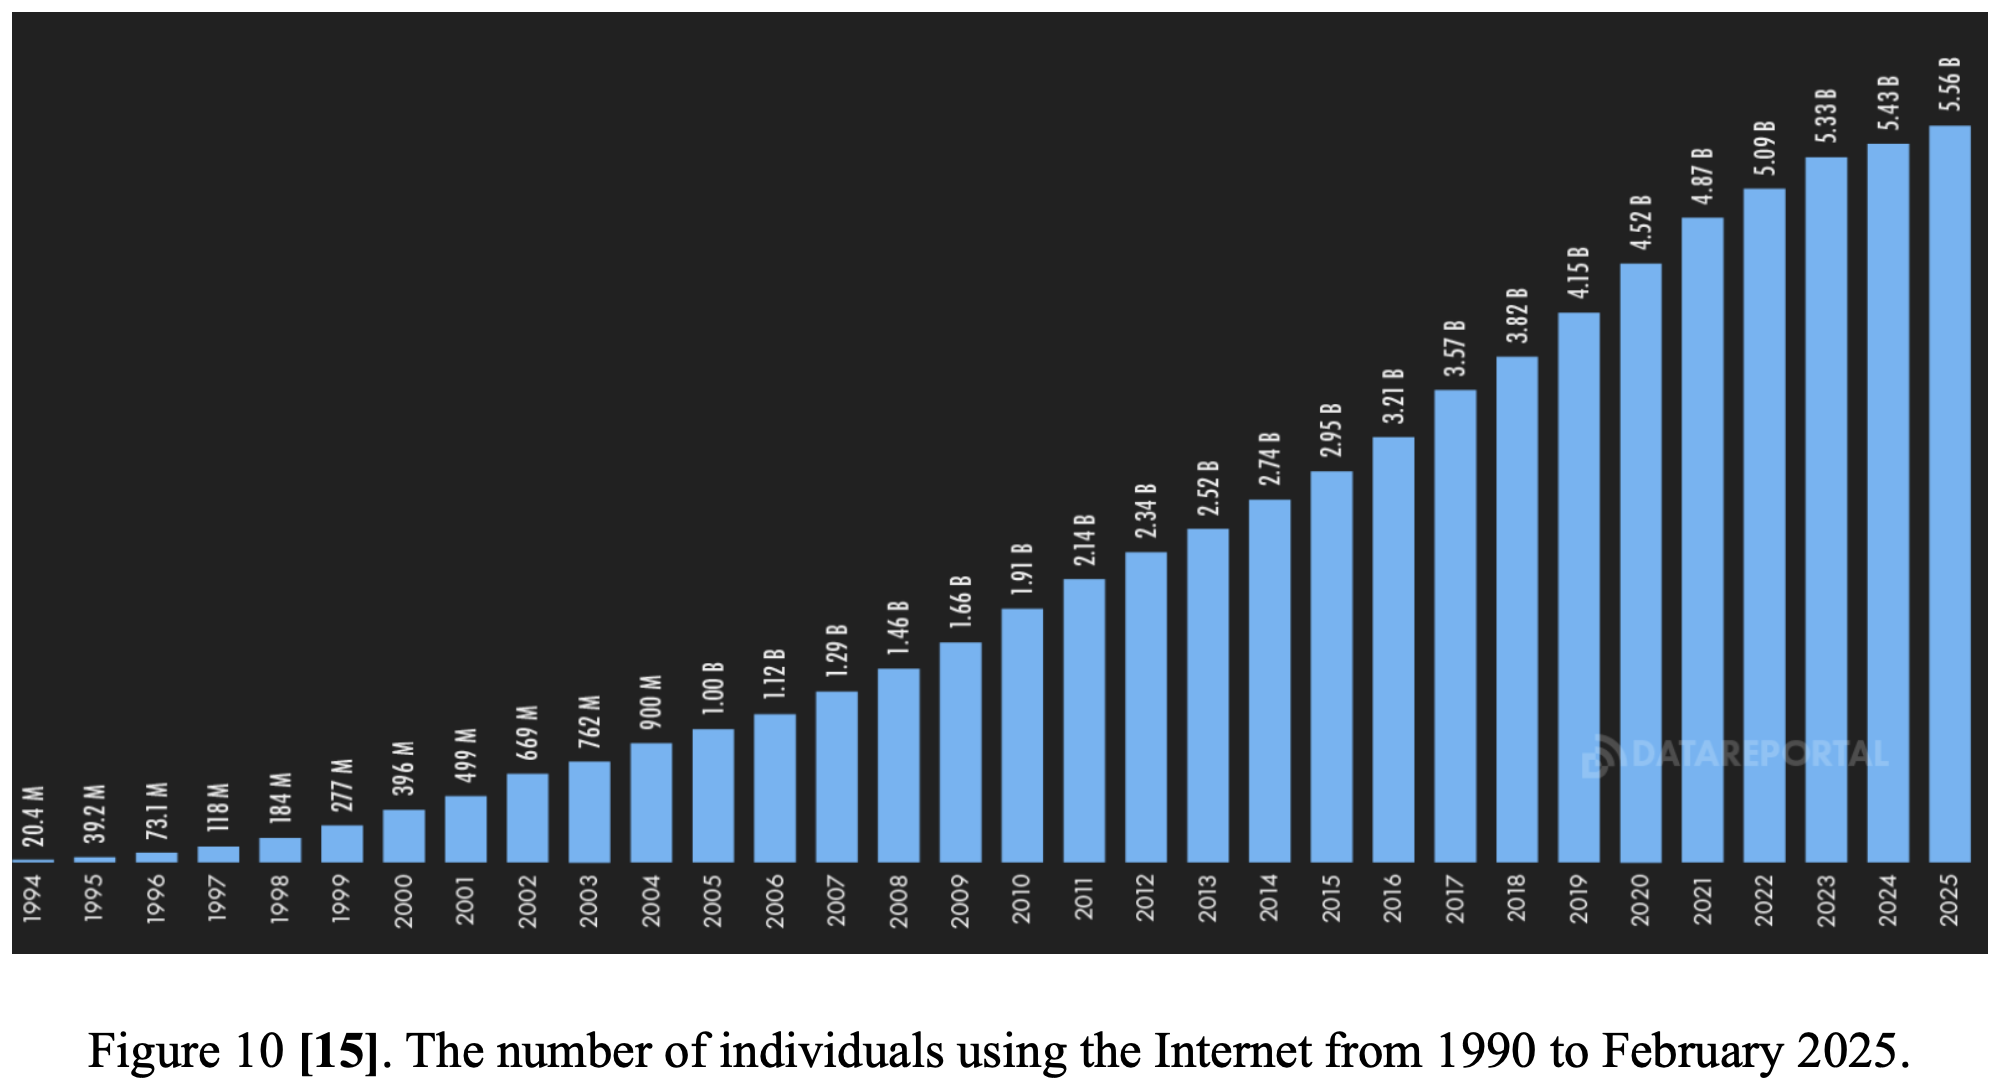 20.4 M
39.2 M
73.1 M
118 M
184 M
277 M
396 M
499 M
669 M
762 M
900 M
1.00 B
1.12 B
1.29 B
1.46 B
1.66 B
1.91 B
2.14 B
2.34 B
2.52 B
2.74 B
2.95 B
3.21 B
3.57 B
3.82 B
4.15 B
4.52 B
4.87 B
5.09 B
5.33 B
5.43 B
5.56 B
DATAREPORTAL
1994
1995
1996
1997
1998
1999
2000
2001
2002
2003
2004
2005
2006
2007
2008
2009
2010
2011
2012
2013
2014
2015
2016
2017
2018
2019
2020
2021
2022
2023
2024
2025
Figure 10 [15]. The number of individuals using the Internet from 1990 to February 2025.